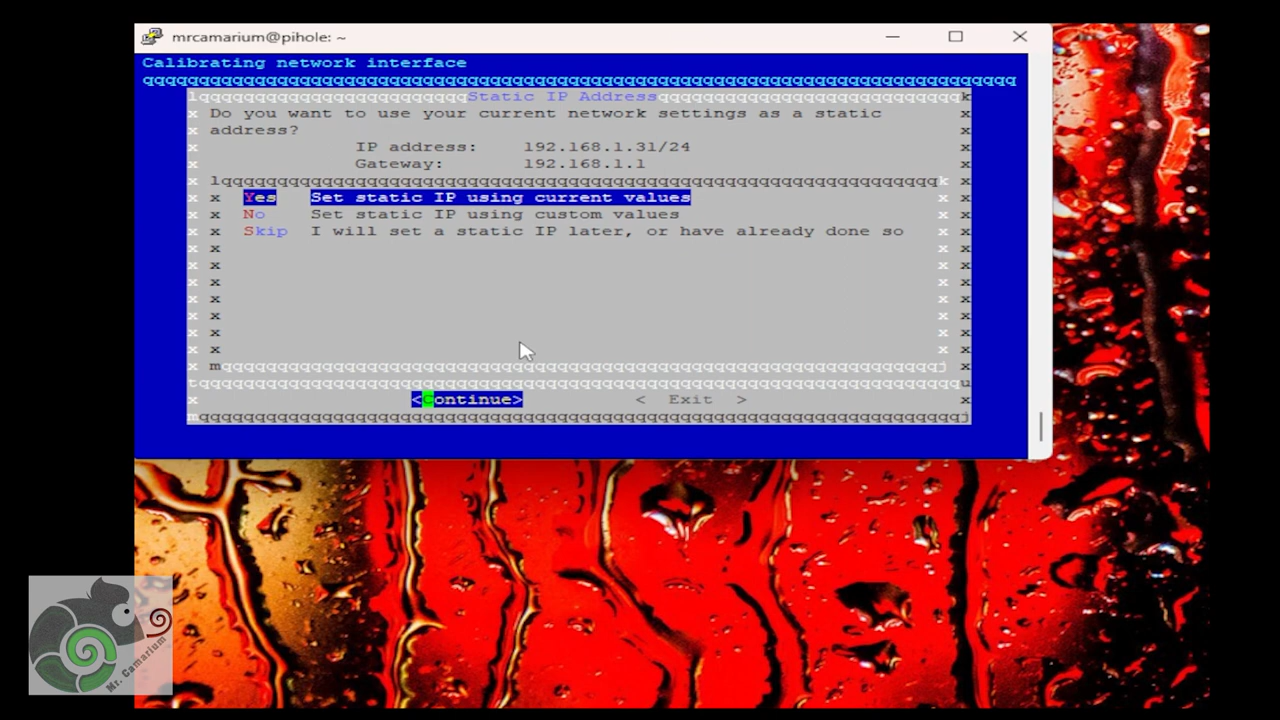 mrcamarium@pihole: ~
Calibrating network interface
Static IP Address
Do you want to use your current network settings as a static
address?
IP address: 192.168.1.31/24
Gateway: 192.168.1.1
Yes Set static IP using current values
No Set static IP using custom values
Skip I will set a static IP later, or have already done so
<Continue> < Exit >
Mr. Camarium